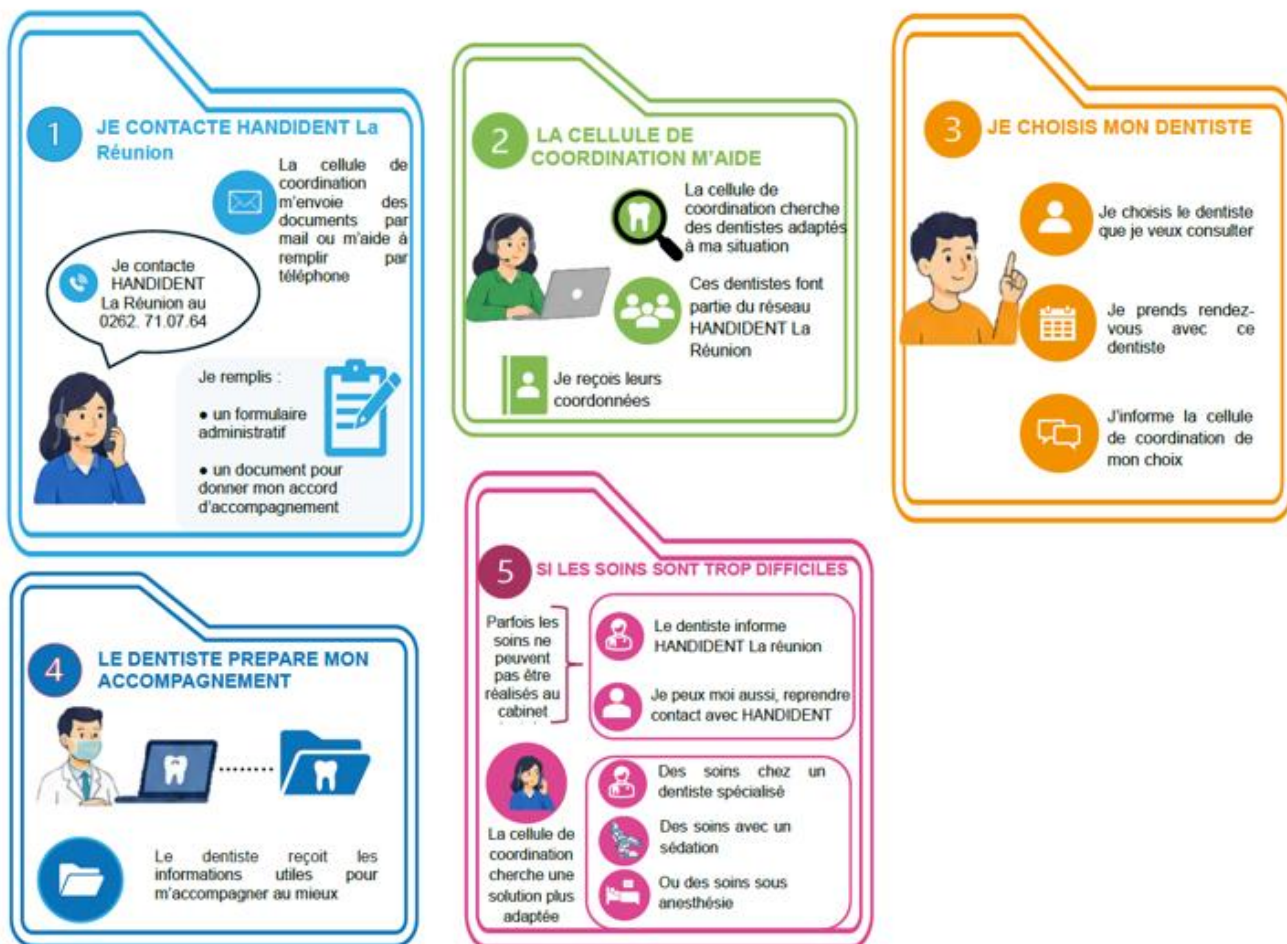 1
JE CONTACTE HANDIDENT La
Réunion
La cellule de
coordination
m'envoie des
documents par
mail ou m'aide à
remplir par
téléphone
Je contacte
HANDIDENT
La Réunion au
0262. 71.07.64
Je remplis :
● un formulaire
administratif
● un document pour
donner mon accord
d'accompagnement
2
LA CELLULE DE
COORDINATION M'AIDE
La cellule de
coordination cherche
des dentistes adaptés
à ma situation
Ces dentistes font
partie du réseau
HANDIDENT La
Réunion
Je reçois leurs
coordonnées
3
JE CHOISIS MON DENTISTE
Je choisis le dentiste
que je veux consulter
Je prends rendez-
vous avec ce
dentiste
J'informe la cellule
de coordination de
mon choix
4
LE DENTISTE PREPARE MON
ACCOMPAGNEMENT
Le dentiste reçoit les
informations utiles pour
m'accompagner au mieux
5
SI LES SOINS SONT TROP DIFFICILES
Parfois les
soins ne
peuvent
pas être
réalisés au
cabinet
Le dentiste informe
HANDIDENT La réunion
Je peux moi aussi, reprendre
contact avec HANDIDENT
La cellule de
coordination
cherche une
solution plus
adaptée
Des soins chez un
dentiste spécialisé
Des soins avec un
sédation
Ou des soins sous
anesthésie